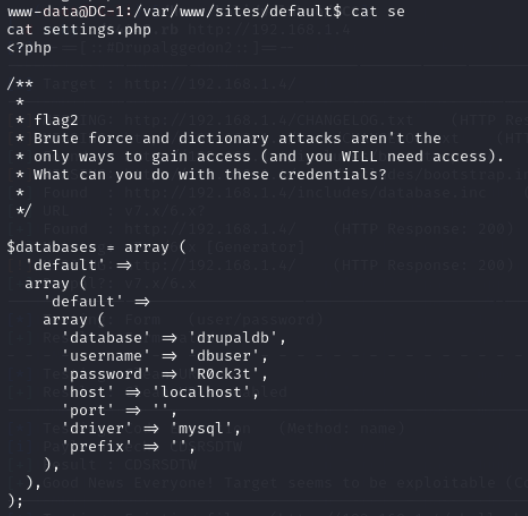 www-data@DC-1:/var/www/sites/default$ cat se
cat settings.php
<?php
/**
 *
 * flag2
 * Brute force and dictionary attacks aren't the
 * only ways to gain access (and you WILL need access).
 * What can you do with these credentials?
 *
 */
$databases = array (
  'default' =>
  array (
    'default' =>
    array (
      'database' => 'drupaldb',
      'username' => 'dbuser',
      'password' => 'R0ck3t',
      'host' => 'localhost',
      'port' => '',
      'driver' => 'mysql',
      'prefix' => '',
    ),
  ),
);